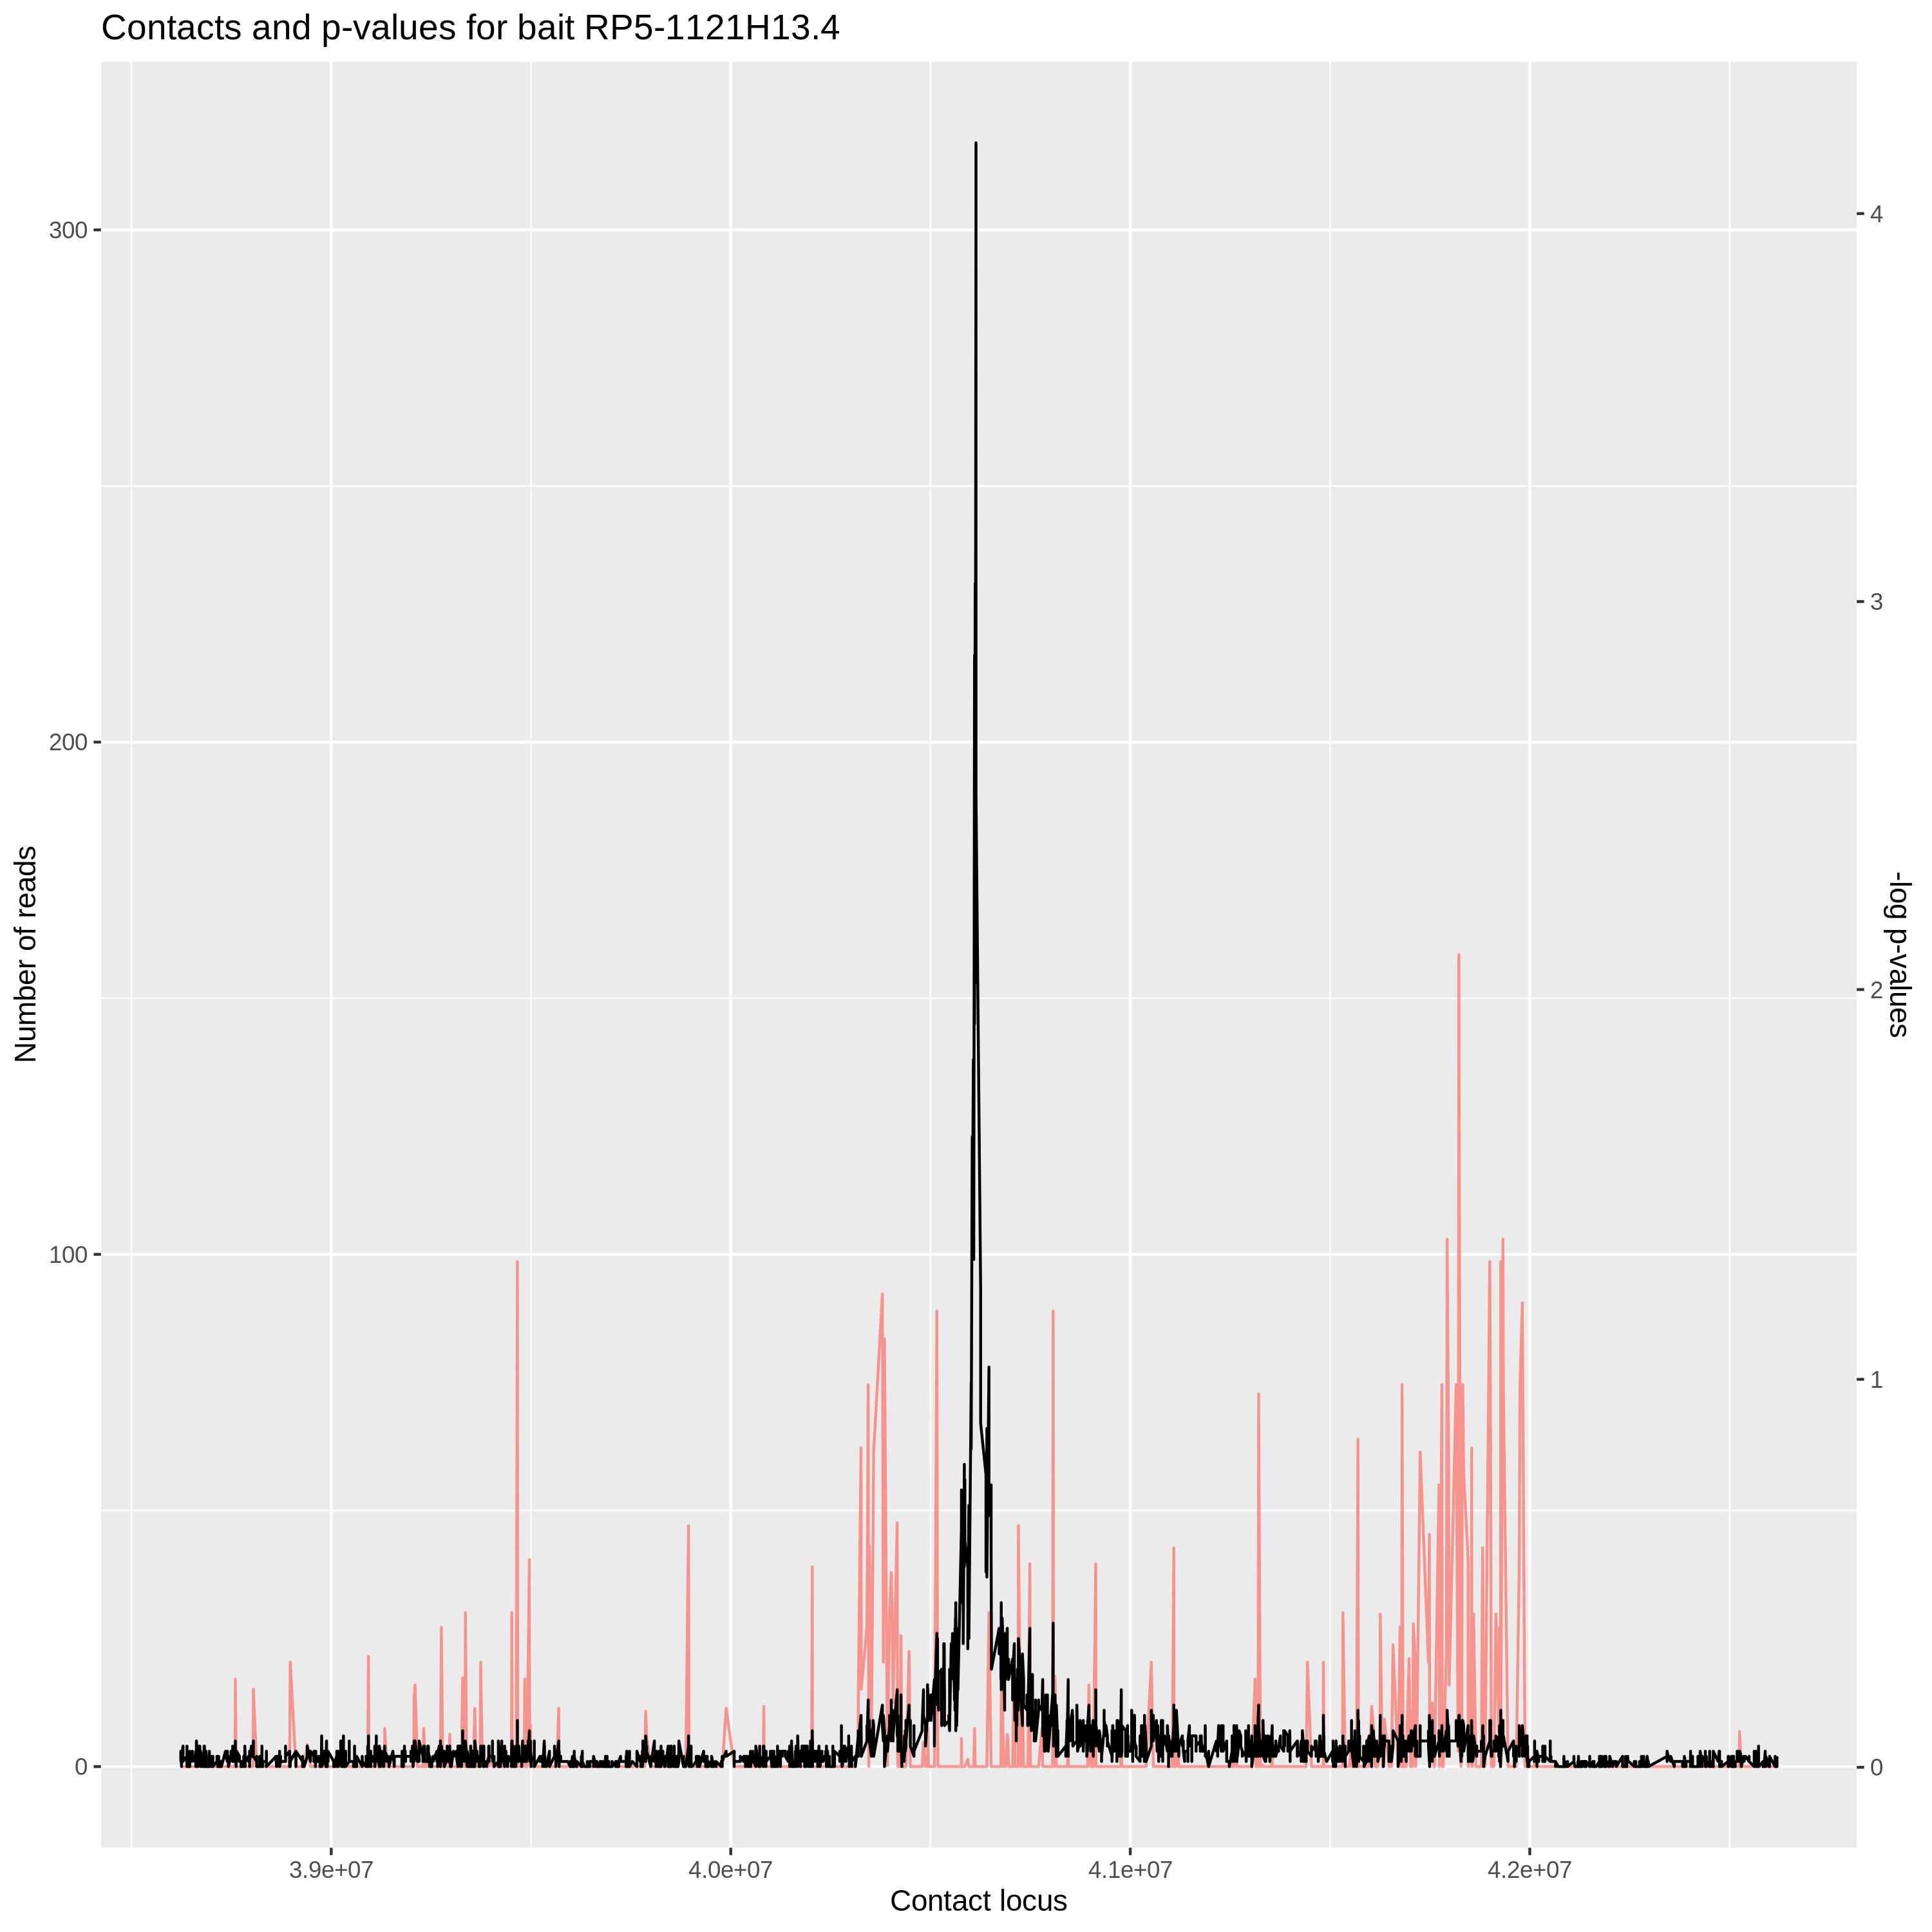 Contacts and p-values for bait RP5-1121H13.4
300
200
100
0
Number of reads
4
3
2
1
0
-log p-values
3.9e+07
4.0e+07
4.1e+07
4.2e+07
Contact locus